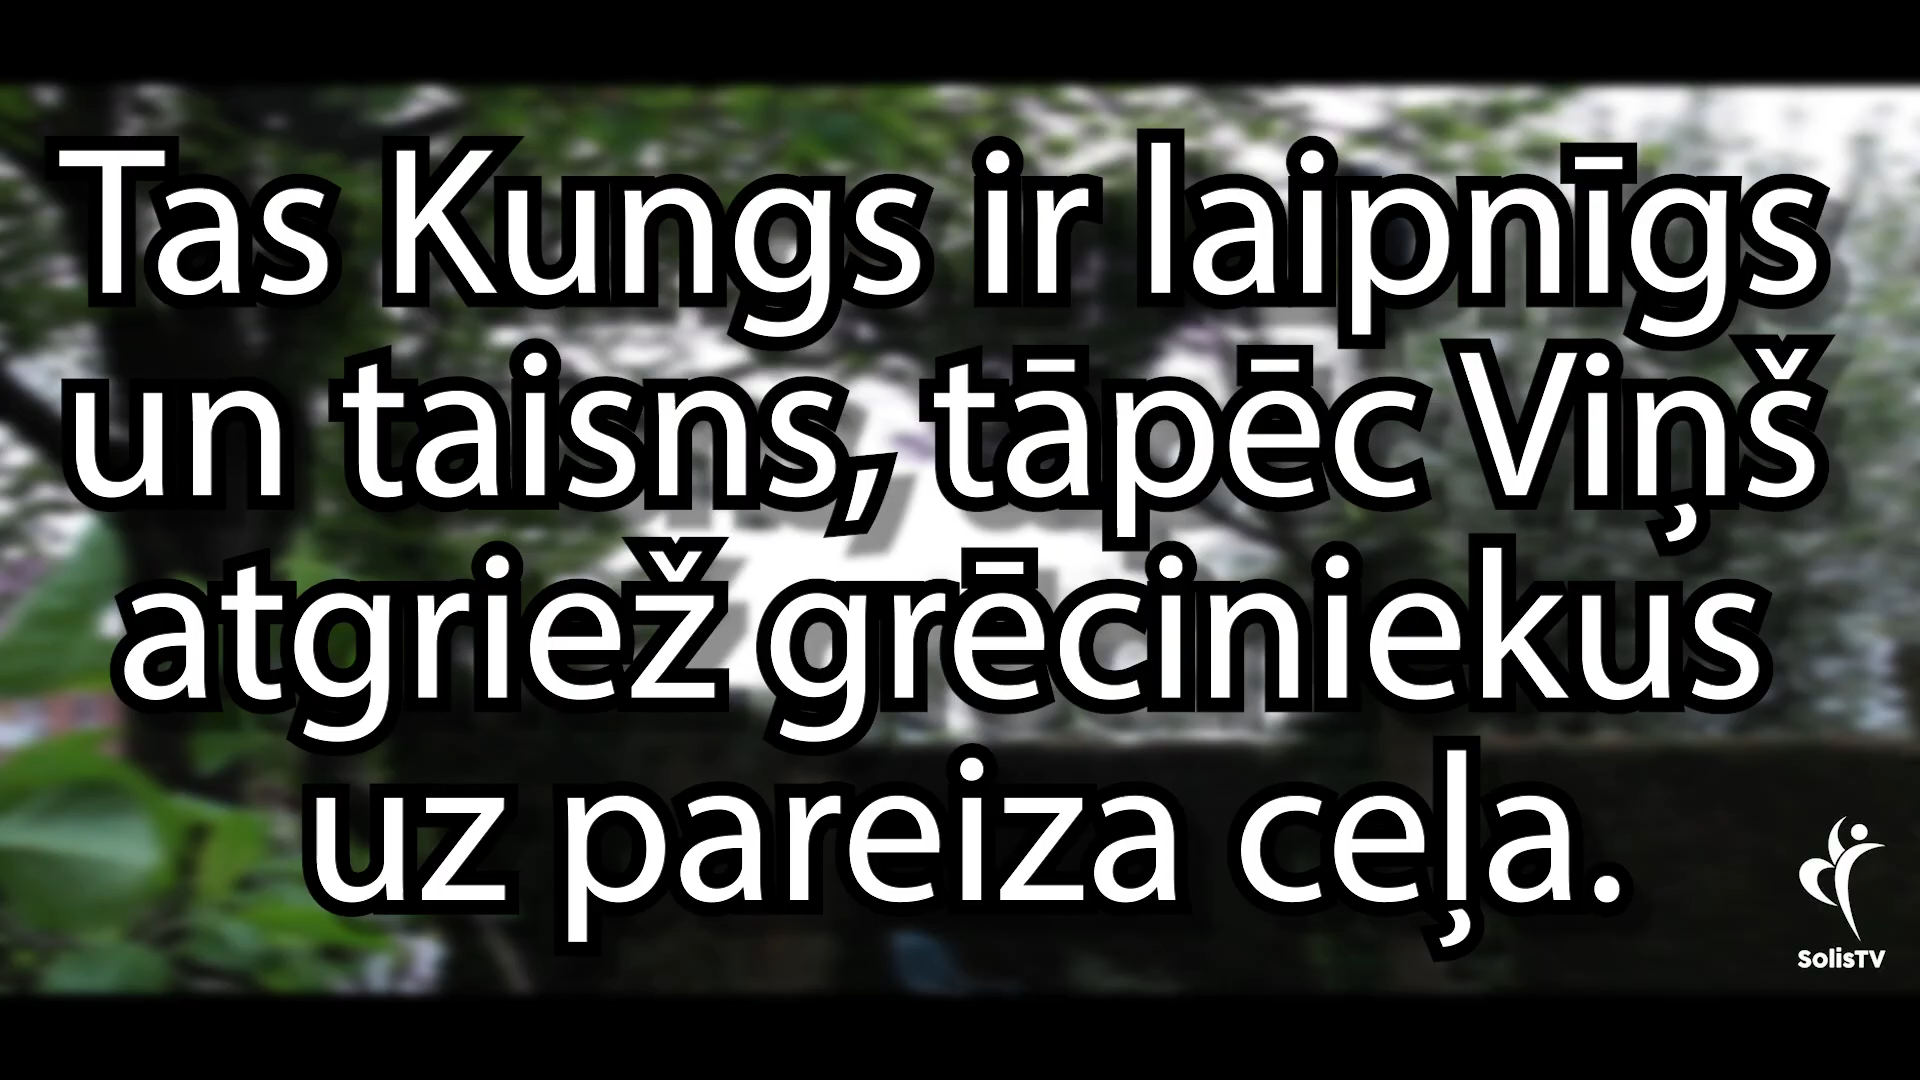 Tas Kungs ir laipnīgs
un taisns, tāpēc Viņš
atgriež grēciniekus
uz pareiza ceļa.
SolisTV